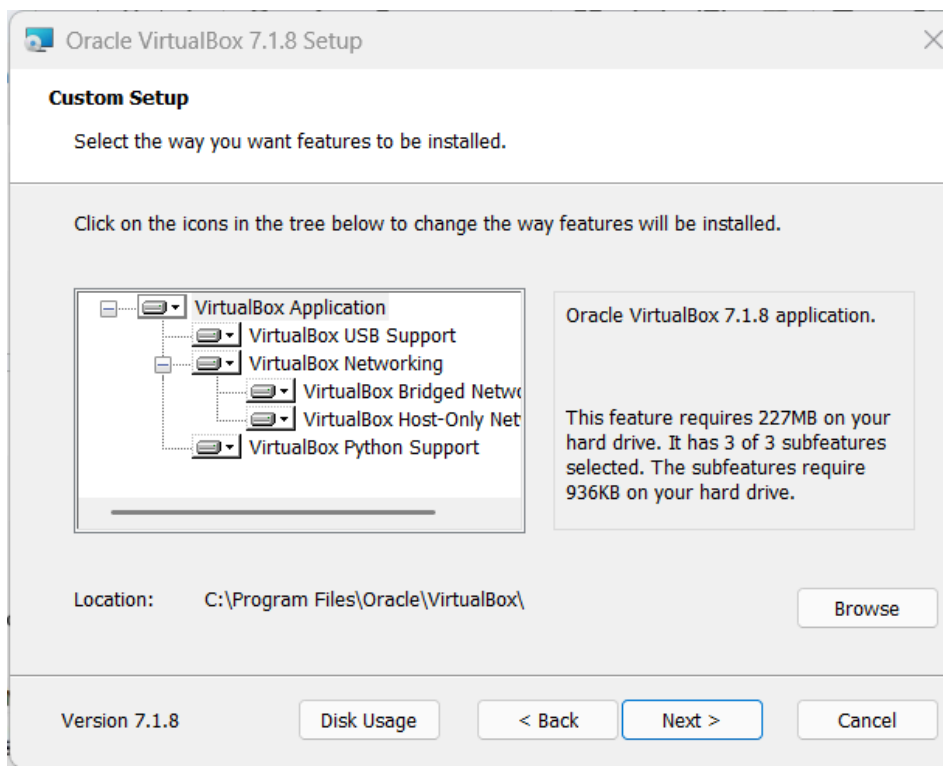 Oracle VirtualBox 7.1.8 Setup
Custom Setup
Select the way you want features to be installed.
Click on the icons in the tree below to change the way features will be installed.
VirtualBox Application
VirtualBox USB Support
VirtualBox Networking
VirtualBox Bridged Netwo
VirtualBox Host-Only Net
VirtualBox Python Support
Oracle VirtualBox 7.1.8 application.
This feature requires 227MB on your
hard drive. It has 3 of 3 subfeatures
selected. The subfeatures require
936KB on your hard drive.
Location: C:\Program Files\Oracle\VirtualBox\
Browse
Version 7.1.8 Disk Usage < Back Next > Cancel